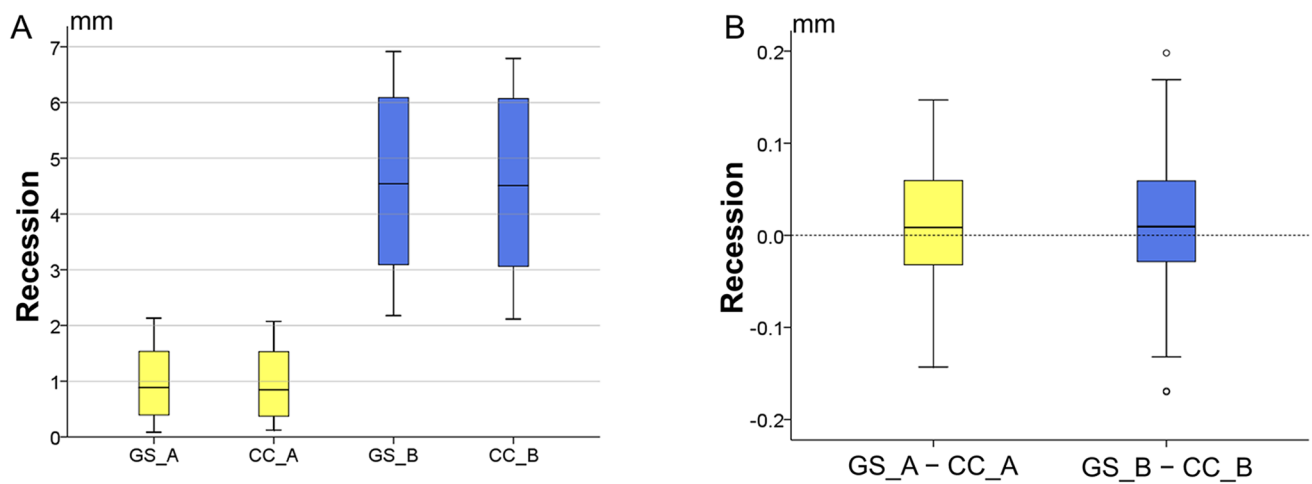 A
mm
7
6
5
4
3
2
1
0
Recession
GS_A
CC_A
GS_B
CC_B
B
mm
0.2
0.1
0.0
-0.1
-0.2
Recession
GS_A – CC_A
GS_B – CC_B